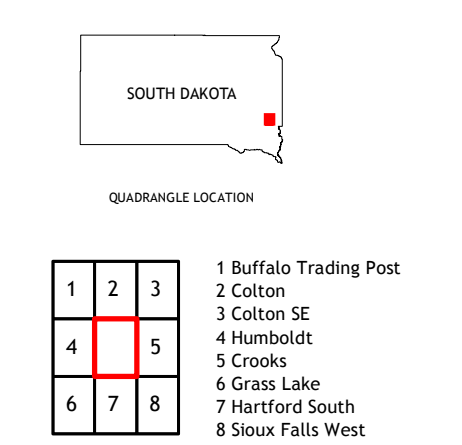 SOUTH DAKOTA
QUADRANGLE LOCATION
1 2 3
4 5
6 7 8
1 Buffalo Trading Post
2 Colton
3 Colton SE
4 Humboldt
5 Crooks
6 Grass Lake
7 Hartford South
8 Sioux Falls West